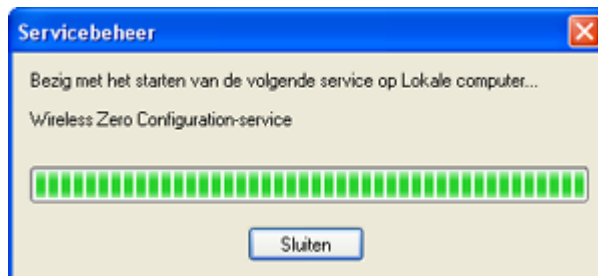 Servicebeheer
Bezig met het starten van de volgende service op Lokale computer...
Wireless Zero Configuration-service
Sluiten